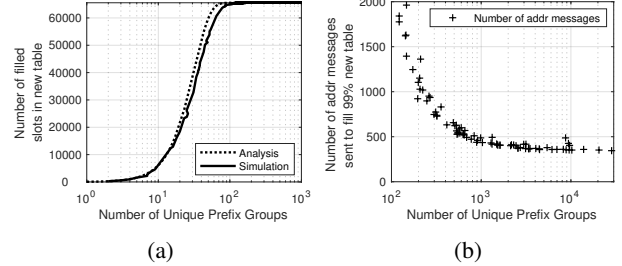 Number of filled
slots in new table
60000
50000
40000
30000
20000
10000
0
10^0
10^1
10^2
10^3
Number of Unique Prefix Groups
Analysis
Simulation
(a)
Number of addr messages
sent to fill 99% new table
2000
1500
1000
500
0
10^2
10^3
10^4
Number of Unique Prefix Groups
Number of addr messages
(b)